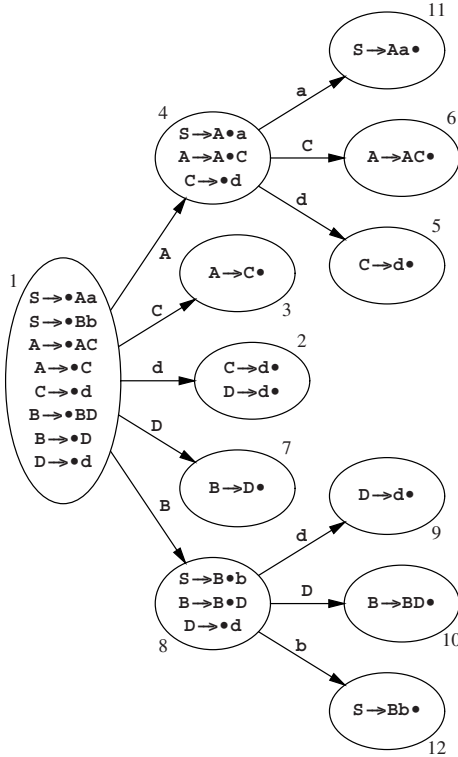 11
S→Aa•
a
4
S→A•a
A→A•C
C→•d
C
6
A→AC•
d
C→d•
5
A
1
S→•Aa
S→•Bb
A→•AC
A→•C
C→•d
B→•BD
B→•D
D→•d
C
A→C•
3
d
2
C→d•
D→d•
D
7
B→D•
B
S→B•b
B→B•D
D→•d
8
d
D→d•
9
D
B→BD•
10
b
S→Bb•
12